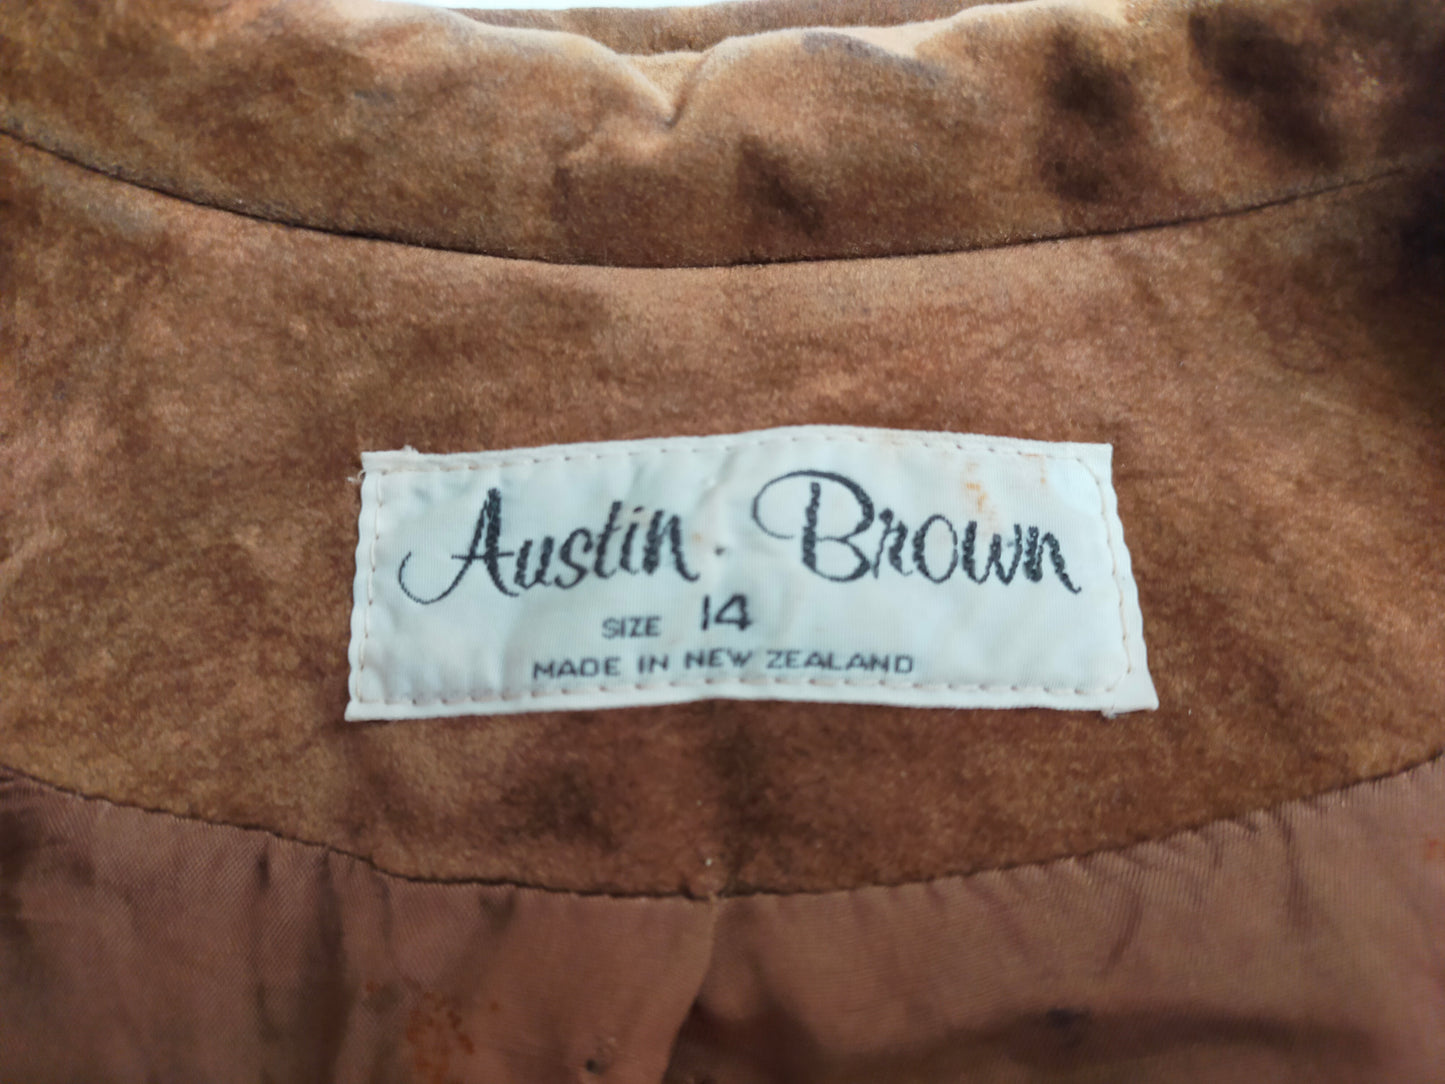 Austin. Brown
SIZE 14
MADE IN NEW ZEALAND